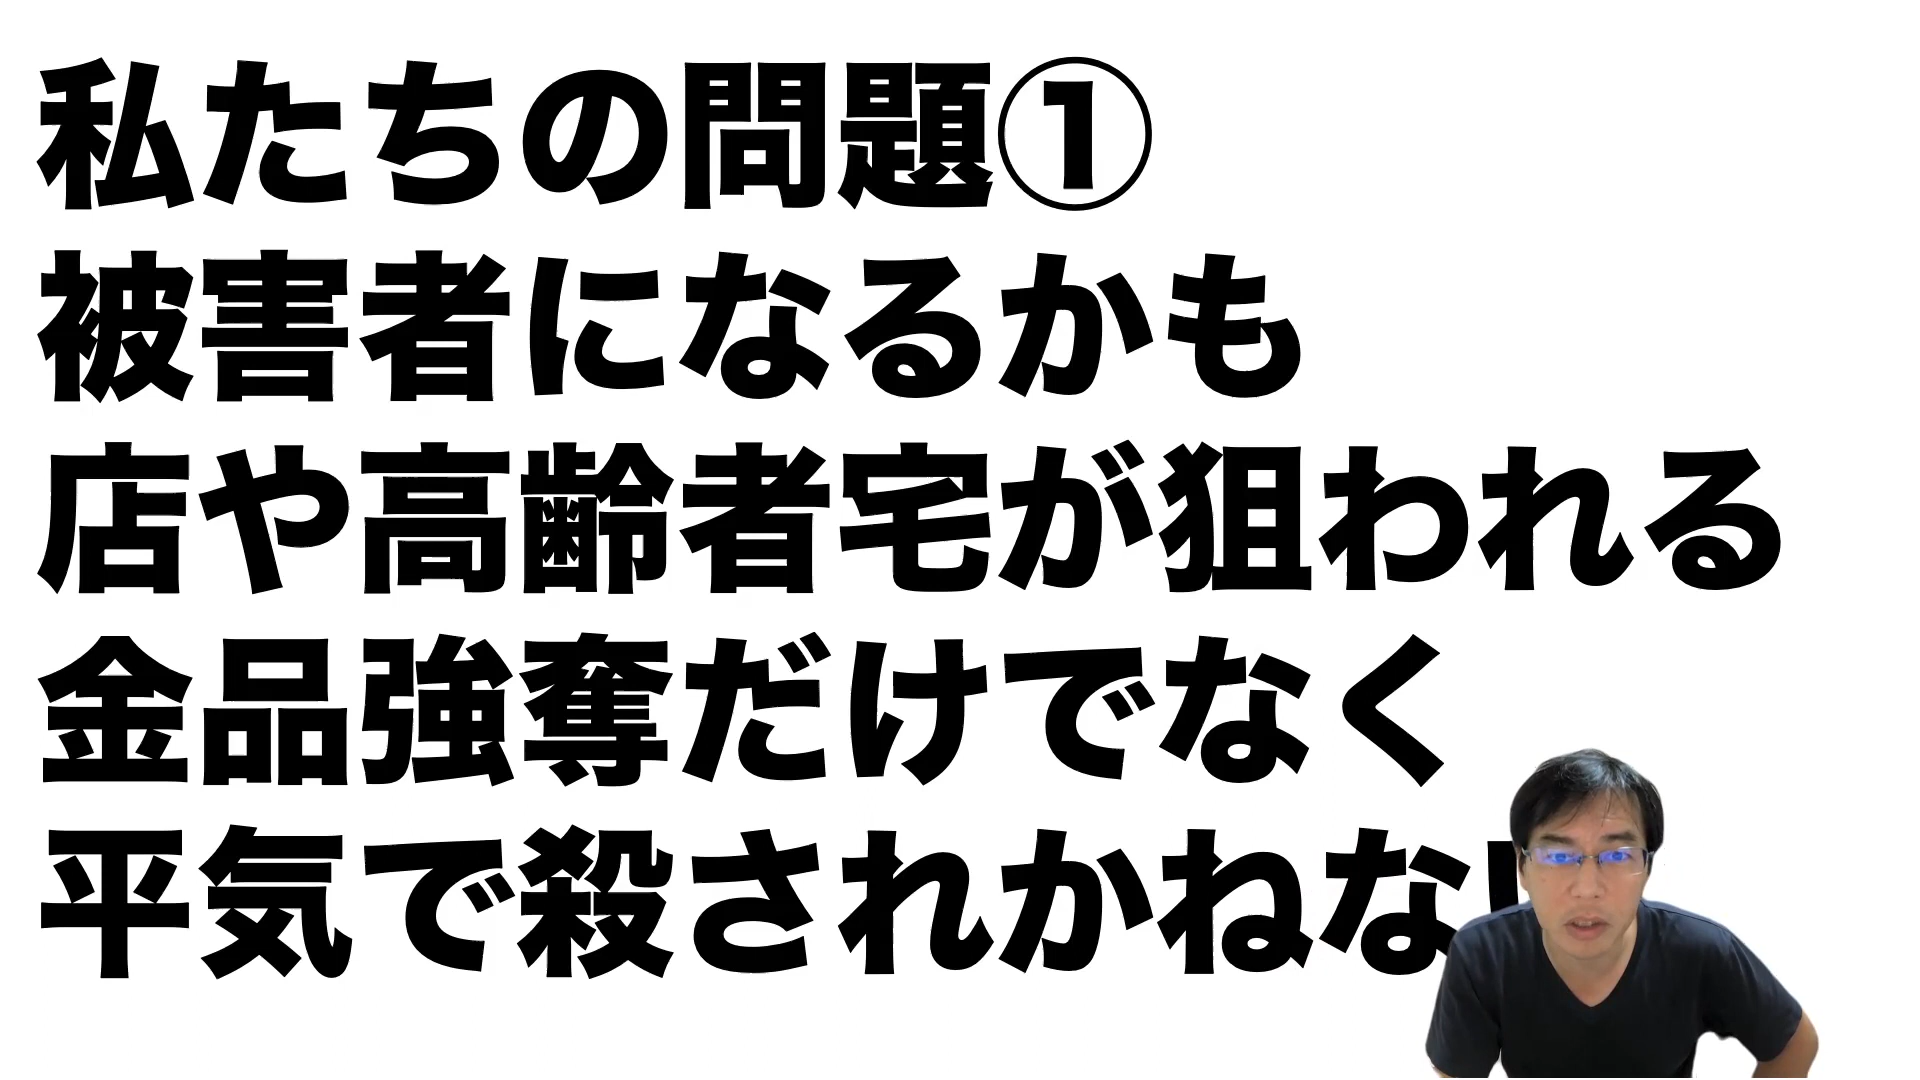 私たちの問題①
被害者になるかも
店や高齢者宅が狙われる
金品強奪だけでなく
平気で殺されかねない